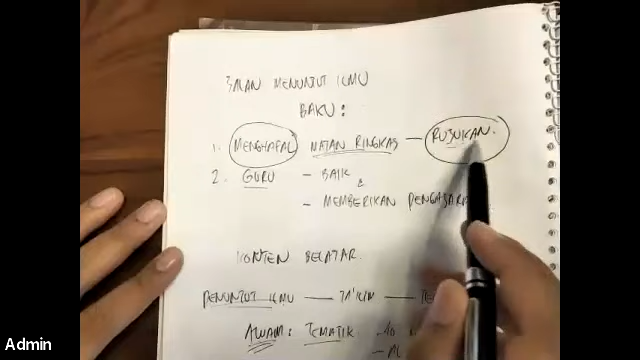 JALAN MENUNTUT ILMU
BAKU:
1. MENGHAFAL MATAN RINGKAS — RUJUKAN.
2. GURU - BAIK
&
- MEMBERIKAN
KONTEN BELAJAR.
PENUNTUT ILMU — TA'LIM —
AWAM: TEMATIK
Admin